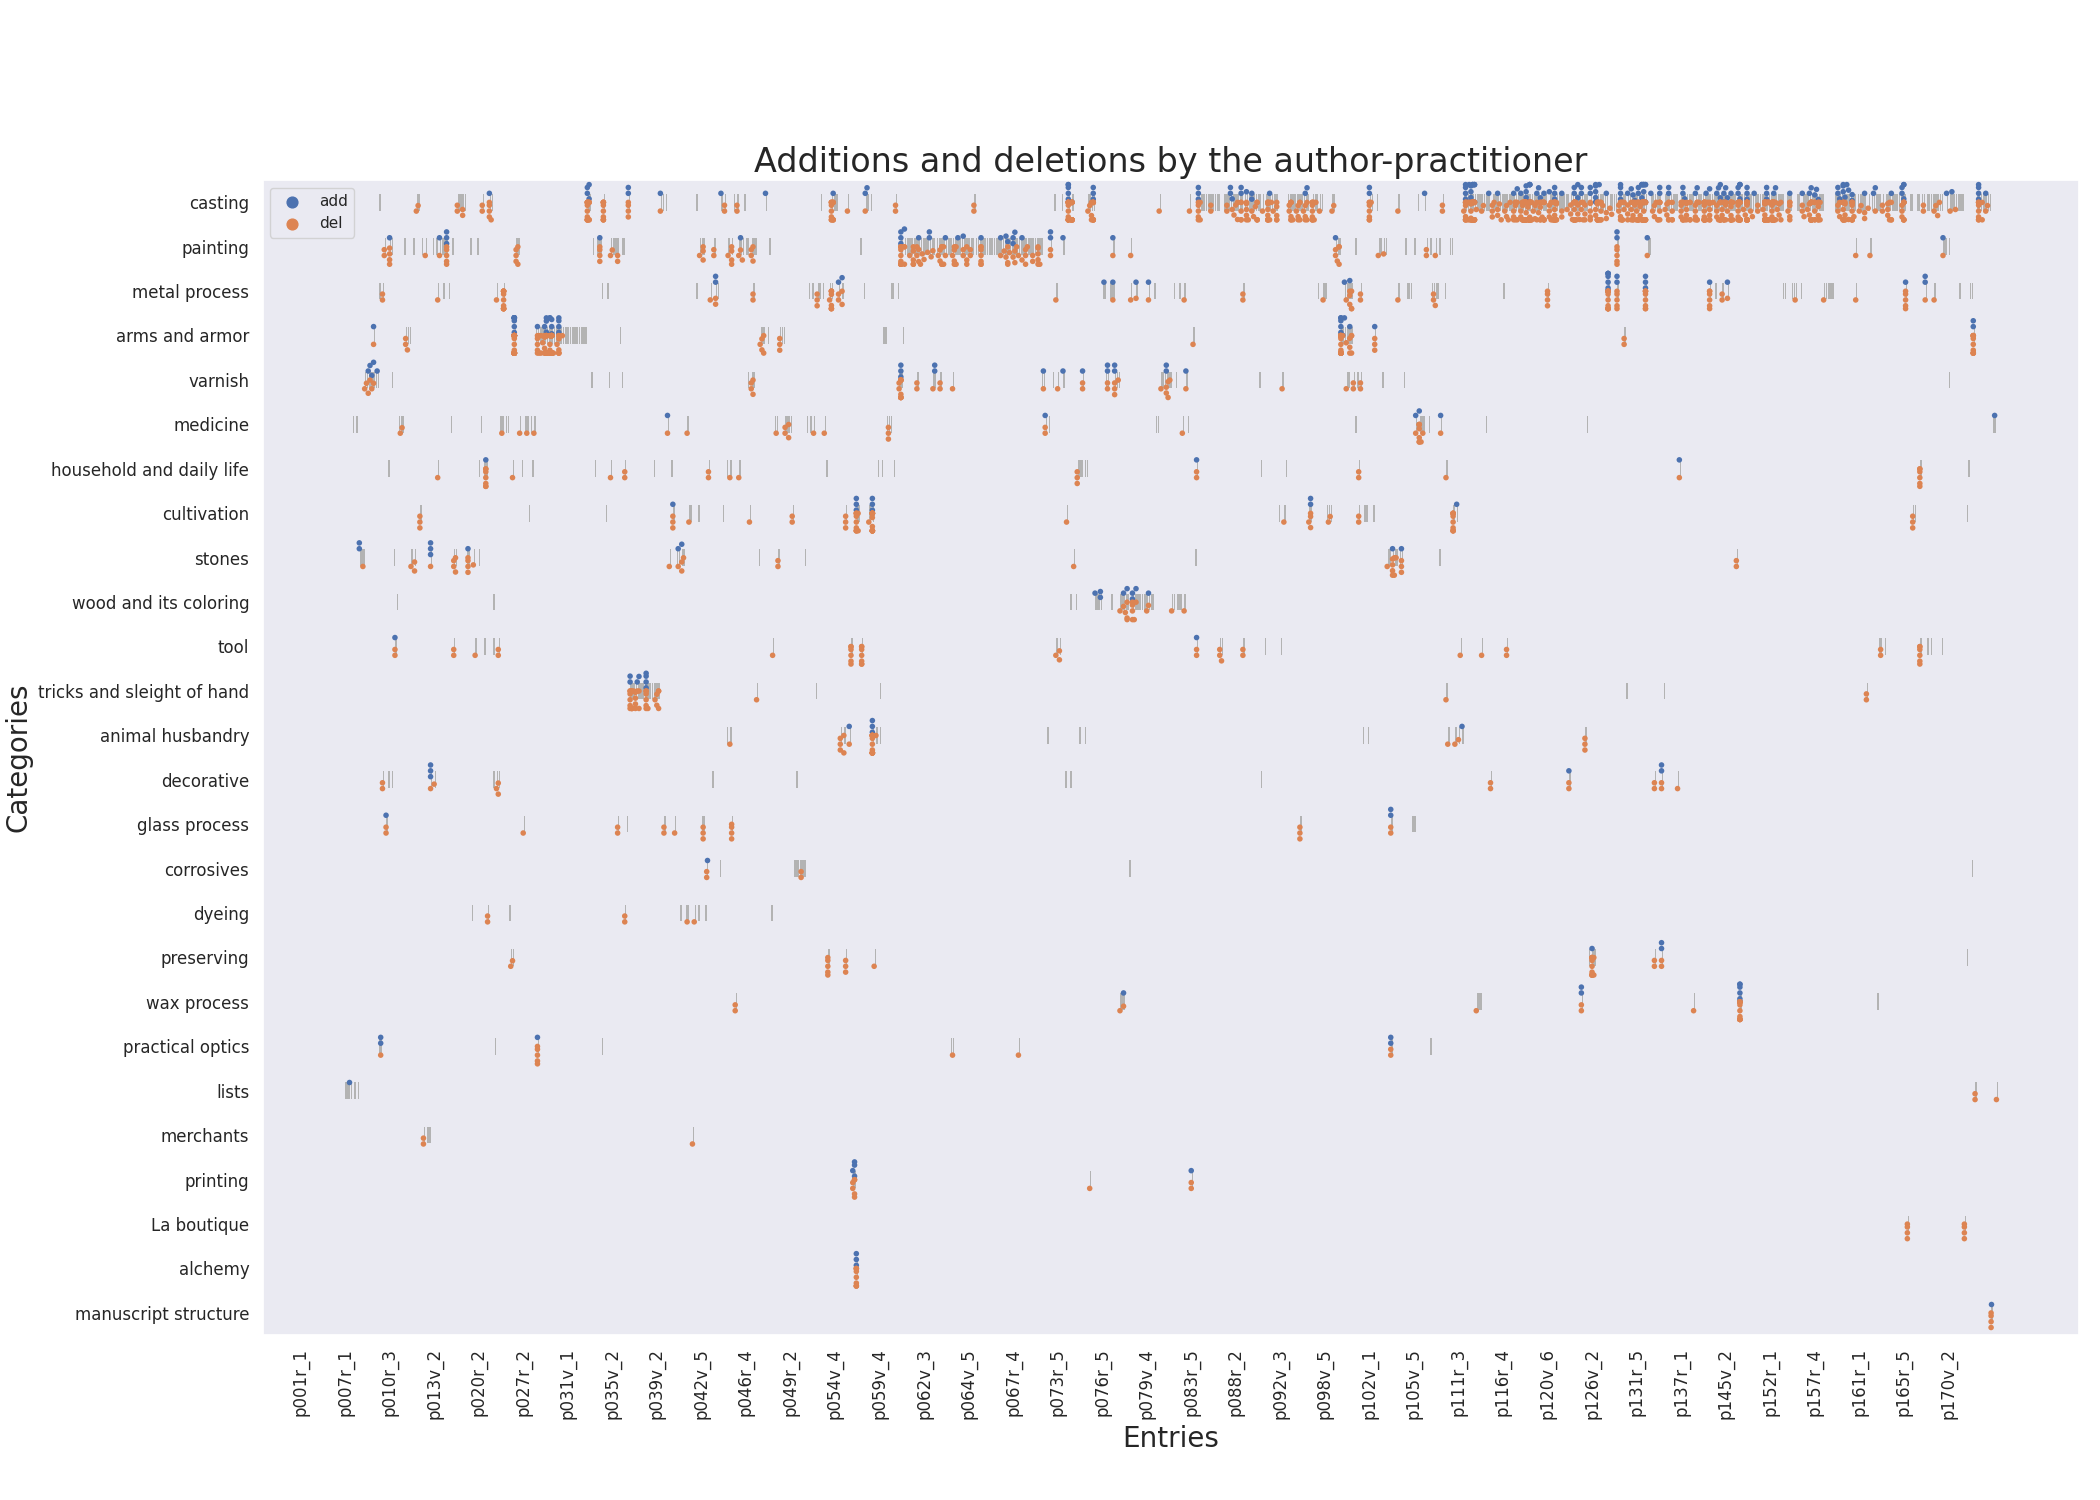 Additions and deletions by the author-practitioner
add
del
Categories
casting
painting
metal process
arms and armor
varnish
medicine
household and daily life
cultivation
stones
wood and its coloring
tool
tricks and sleight of hand
animal husbandry
decorative
glass process
corrosives
dyeing
preserving
wax process
practical optics
lists
merchants
printing
La boutique
alchemy
manuscript structure
p001r_1
p007r_1
p010r_3
p013v_2
p020r_2
p027r_2
p031v_1
p035v_2
p039v_2
p042v_5
p046r_4
p049r_2
p054v_4
p059v_4
p062v_3
p064v_5
p067r_4
p073r_5
p076r_5
p079v_4
p083r_5
p088r_2
p092v_3
p098v_5
p102v_1
p105v_5
p111r_3
p116r_4
p120v_6
p126v_2
p131r_5
p137r_1
p145v_2
p152r_1
p157r_4
p161r_1
p165r_5
p170v_2
Entries